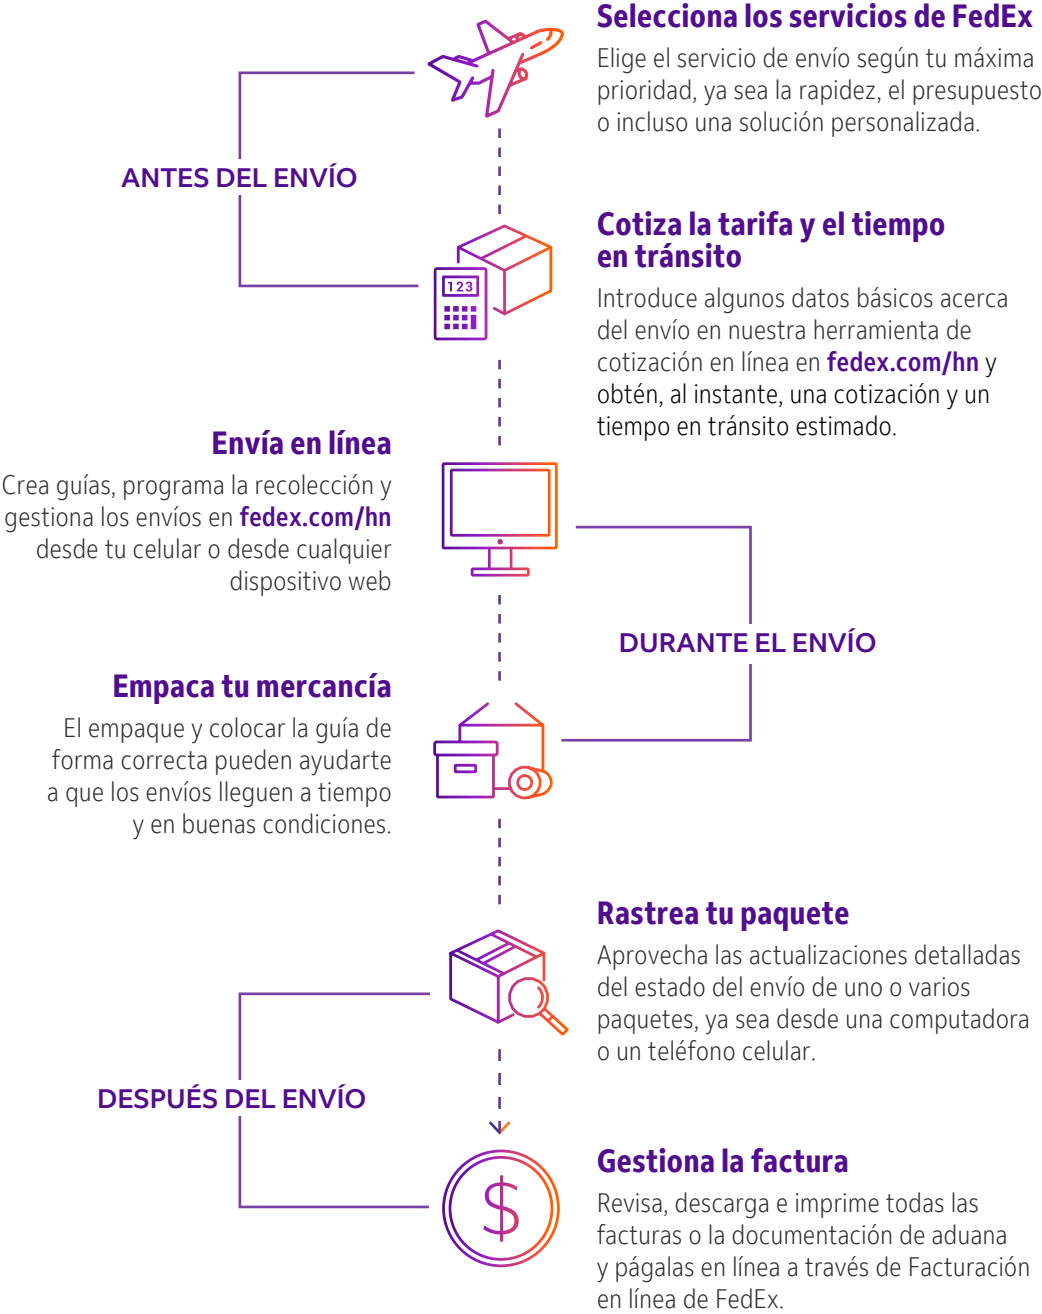 Selecciona los servicios de FedEx
Elige el servicio de envío según tu máxima
prioridad, ya sea la rapidez, el presupuesto
o incluso una solución personalizada.
ANTES DEL ENVÍO
Cotiza la tarifa y el tiempo
en tránsito
123
Introduce algunos datos básicos acerca
del envío en nuestra herramienta de
cotización en línea en fedex.com/hn y
obtén, al instante, una cotización y un
tiempo en tránsito estimado.
Envía en línea
Crea guías, programa la recolección y
gestiona los envíos en fedex.com/hn
desde tu celular o desde cualquier
dispositivo web
DURANTE EL ENVÍO
Empaca tu mercancía
El empaque y colocar la guía de
forma correcta pueden ayudarte
a que los envíos lleguen a tiempo
y en buenas condiciones.
Rastrea tu paquete
Aprovecha las actualizaciones detalladas
del estado del envío de uno o varios
paquetes, ya sea desde una computadora
o un teléfono celular.
DESPUÉS DEL ENVÍO
Gestiona la factura
$
Revisa, descarga e imprime todas las
facturas o la documentación de aduana
y págalas en línea a través de Facturación
en línea de FedEx.